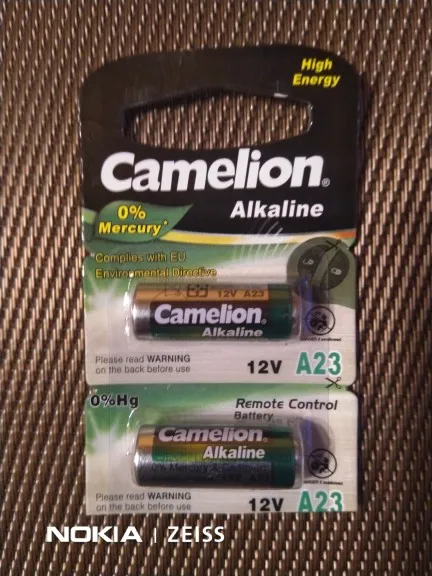 High
Energy
Camelion®
Alkaline
0%
Mercury*
Complies with EU
Environmental Directive
12V A23
Camelion
Alkaline
Please read WARNING
on the back before use
12V A23
0%Hg
Remote Control
Battery
Camelion
Alkaline
Please read WARNING
on the back before use
12V A23
NOKIA | ZEISS